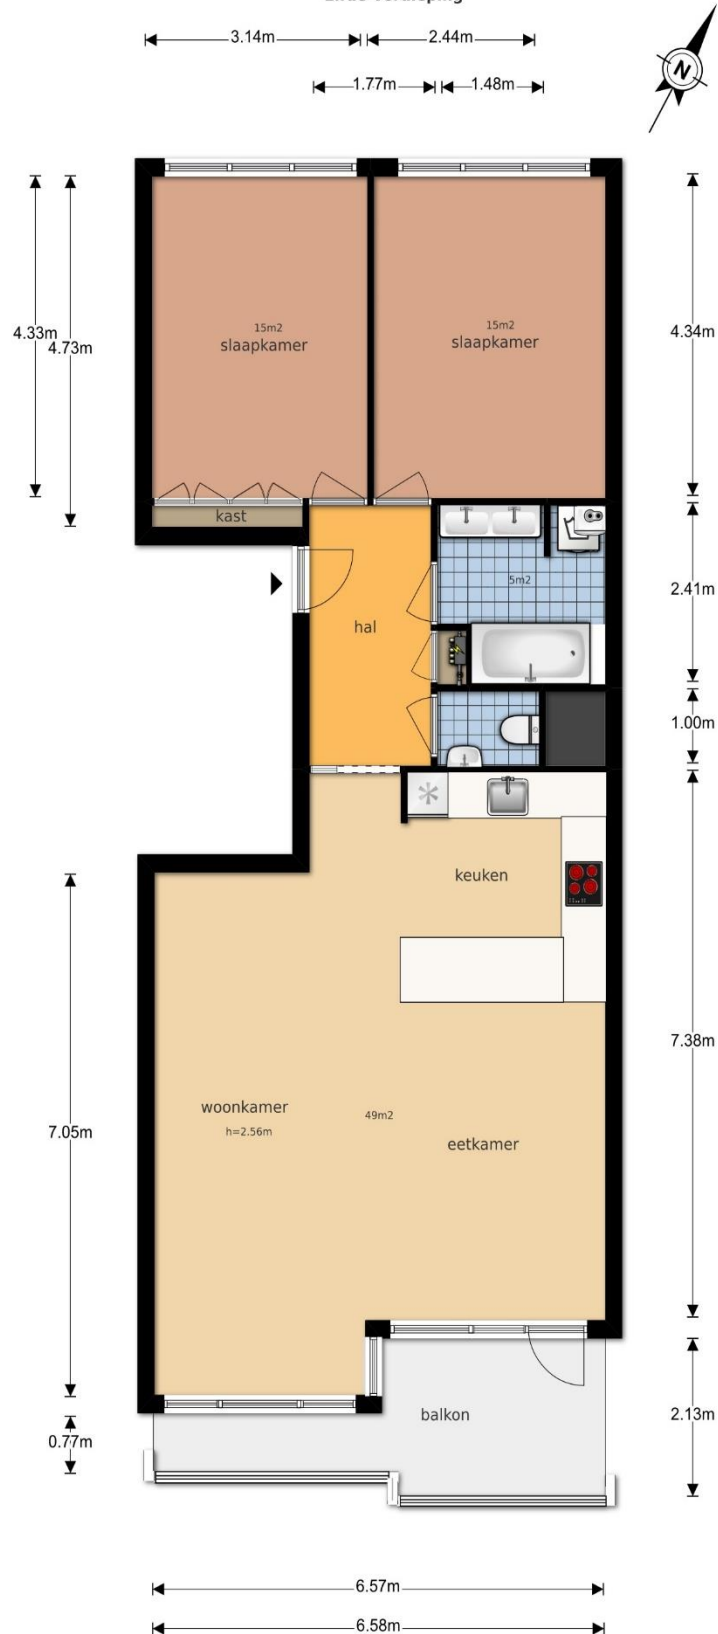 3.14m 2.44m
1.77m 1.48m
N
15m2
slaapkamer
15m2
slaapkamer
4.33m
4.73m
4.34m
kast
5m2
2.41m
hal
1.00m
keuken
7.38m
woonkamer
h=2.56m
49m2
eetkamer
7.05m
balkon
2.13m
0.77m
6.57m
6.58m